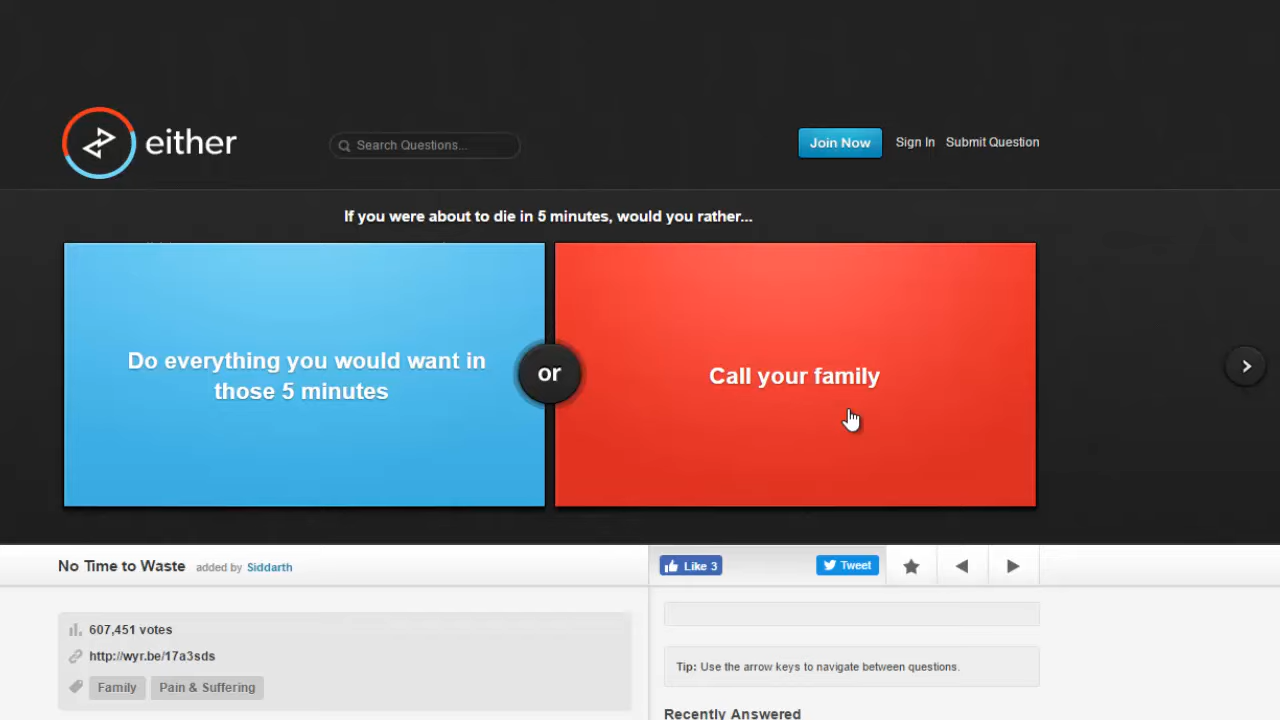 either
Search Questions...
Join Now
Sign In
Submit Question
If you were about to die in 5 minutes, would you rather...
Do everything you would want in
those 5 minutes
or
Call your family
No Time to Waste added by Siddarth
Like 3
Tweet
607,451 votes
http://wyr.be/17a3sds
Family
Pain & Suffering
Tip: Use the arrow keys to navigate between questions.
Recently Answered